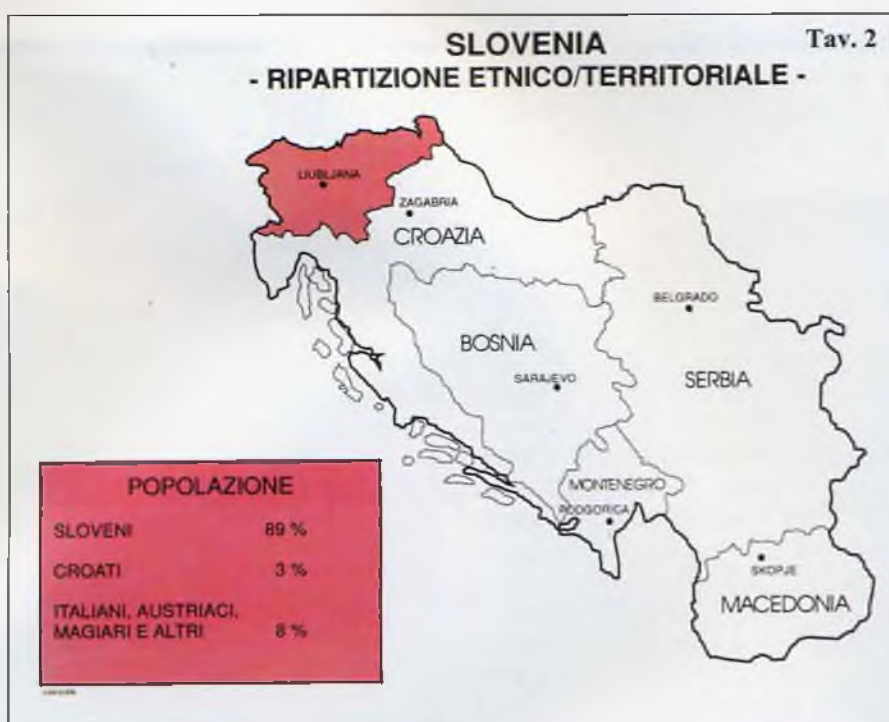 SLOVENIA
Tav. 2
- RIPARTIZIONE ETNICO/TERRITORIALE -
LIUBLJANA
ZAGABRIA
CROAZIA
BELGRADO
BOSNIA
SARAJEVO
SERBIA
MONTENEGRO
PODGORICA
SKOPJE
MACEDONIA
POPOLAZIONE
SLOVENI 89 %
CROATI 3 %
ITALIANI, AUSTRIACI,
MAGIARI E ALTRI 8 %